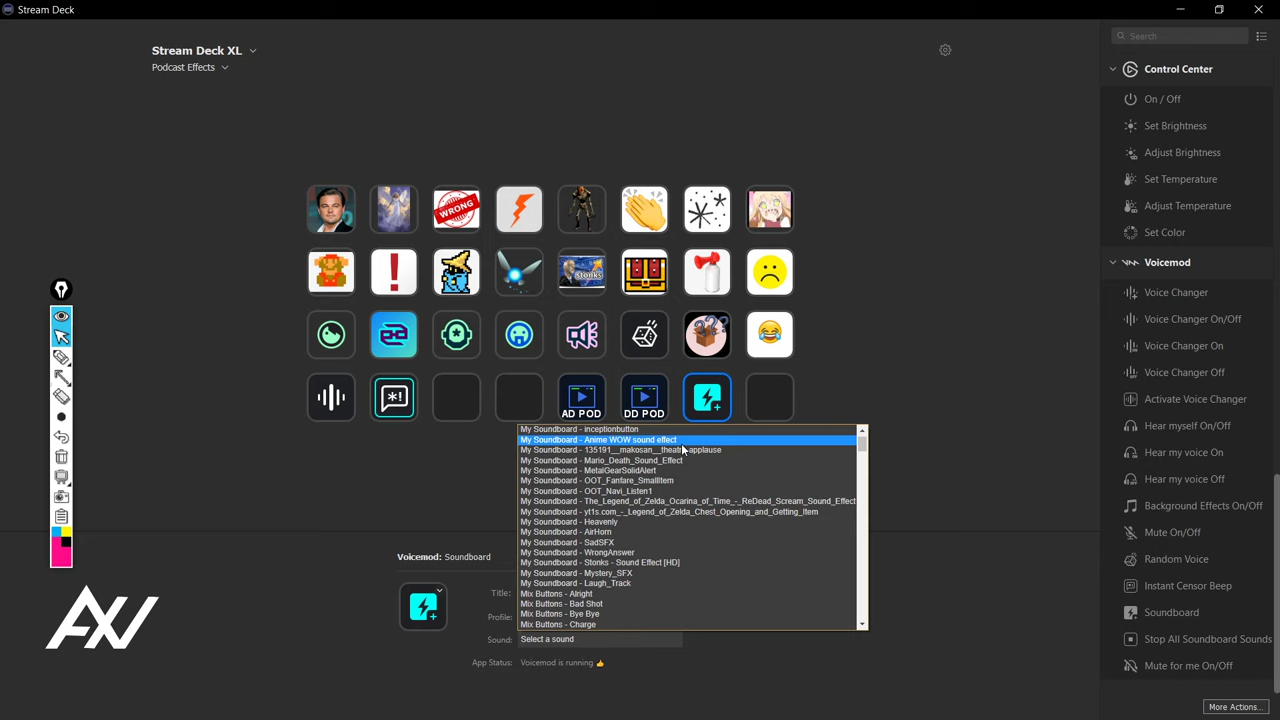 Stream Deck
Stream Deck XL
Podcast Effects
Search
Control Center
On / Off
Set Brightness
Adjust Brightness
Set Temperature
Adjust Temperature
Set Color
Voicemod
Voice Changer
Voice Changer On/Off
Voice Changer On
Voice Changer Off
Activate Voice Changer
Hear myself On/Off
Hear my voice On
Hear my voice Off
Background Effects On/Off
Mute On/Off
Random Voice
Instant Censor Beep
Soundboard
Stop All Soundboard Sounds
Mute for me On/Off
More Actions...
WRONG
Stonks
AD POD
DD POD
My Soundboard - inceptionbutton
My Soundboard - Anime WOW sound effect
My Soundboard - 135191__makosan__theatre-applause
My Soundboard - Mario_Death_Sound_Effect
My Soundboard - MetalGearSolidAlert
My Soundboard - OOT_Fanfare_SmallItem
My Soundboard - OOT_Navi_Listen1
My Soundboard - The_Legend_of_Zelda_Ocarina_of_Time_-_ReDead_Scream_Sound_Effect
My Soundboard - yt1s.com_-_Legend_of_Zelda_Chest_Opening_and_Getting_Item
My Soundboard - Heavenly
My Soundboard - AirHorn
My Soundboard - SadSFX
My Soundboard - WrongAnswer
My Soundboard - Stonks - Sound Effect [HD]
My Soundboard - Mystery_SFX
My Soundboard - Laugh_Track
Mix Buttons - Alright
Mix Buttons - Bad Shot
Mix Buttons - Bye Bye
Mix Buttons - Charge
Voicemod: Soundboard
Title:
Profile:
Sound: Select a sound
App Status: Voicemod is running 👍